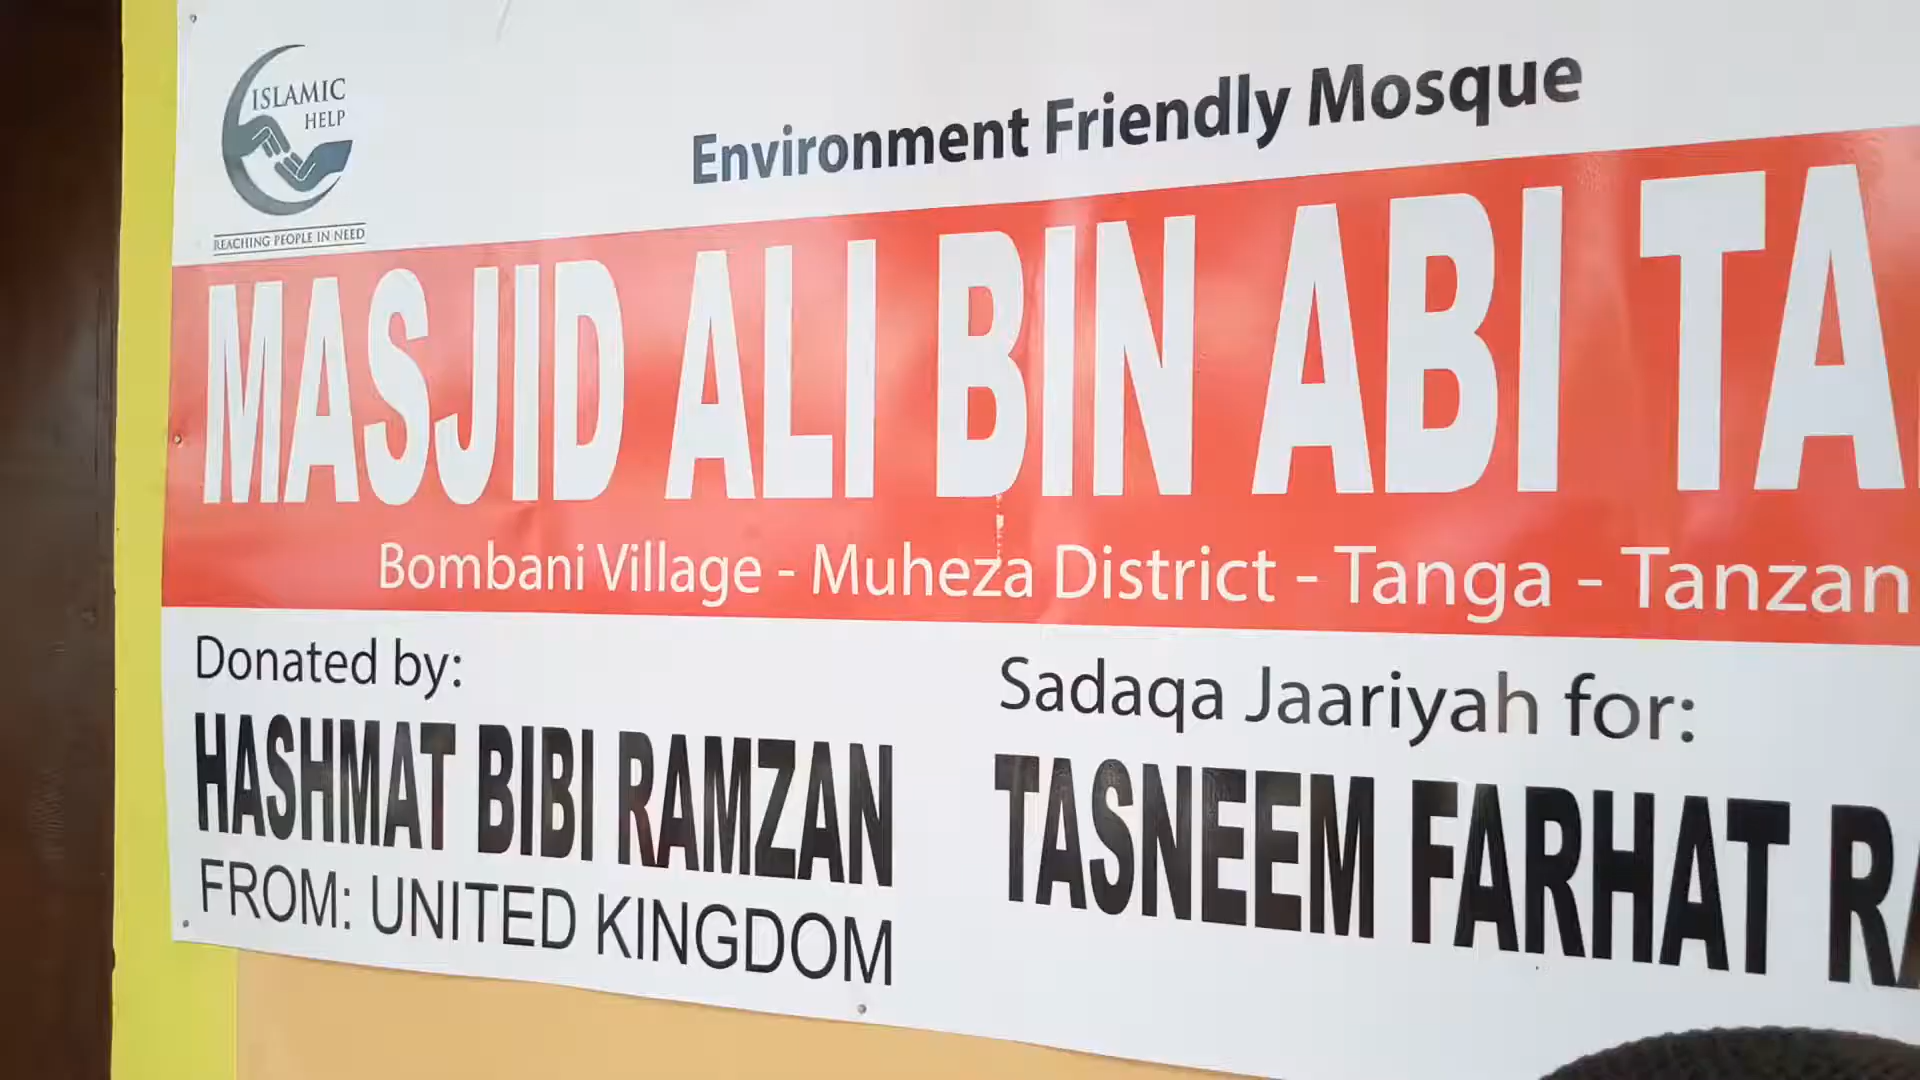 ISLAMIC
HELP
REACHING PEOPLE IN NEED
Environment Friendly Mosque
MASJID ALI BIN ABI TA
Bombani Village - Muheza District - Tanga - Tanzan
Donated by:
HASHMAT BIBI RAMZAN
FROM: UNITED KINGDOM
Sadaqa Jaariyah for:
TASNEEM FARHAT RA